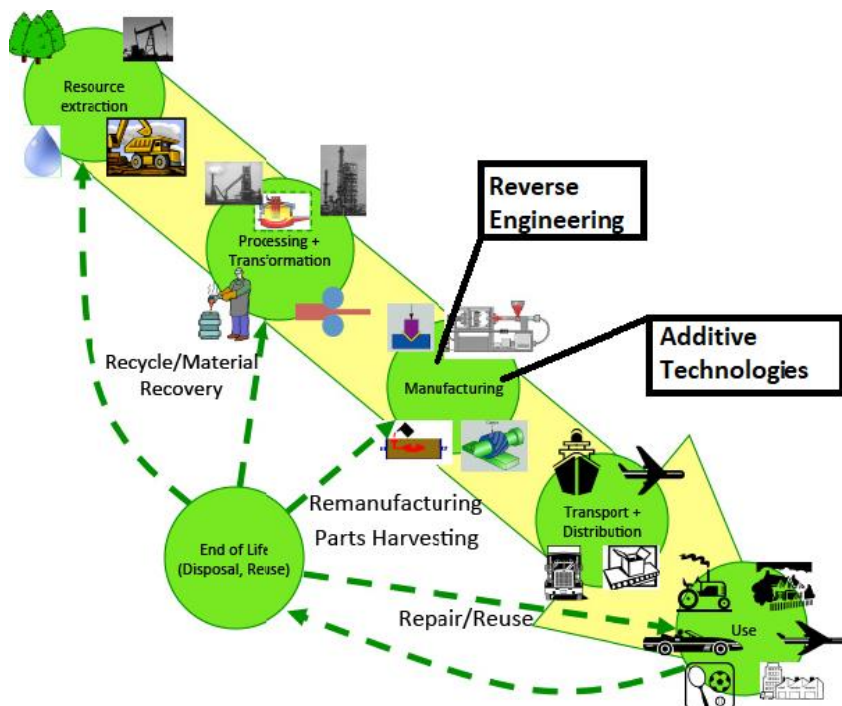 Resource
extraction
Processing +
Transformation
Reverse
Engineering
Additive
Technologies
Manufacturing
Recycle/Material
Recovery
Remanufacturing
Parts Harvesting
Transport +
Distribution
End of Life
(Disposal, Reuse)
Repair/Reuse
Use